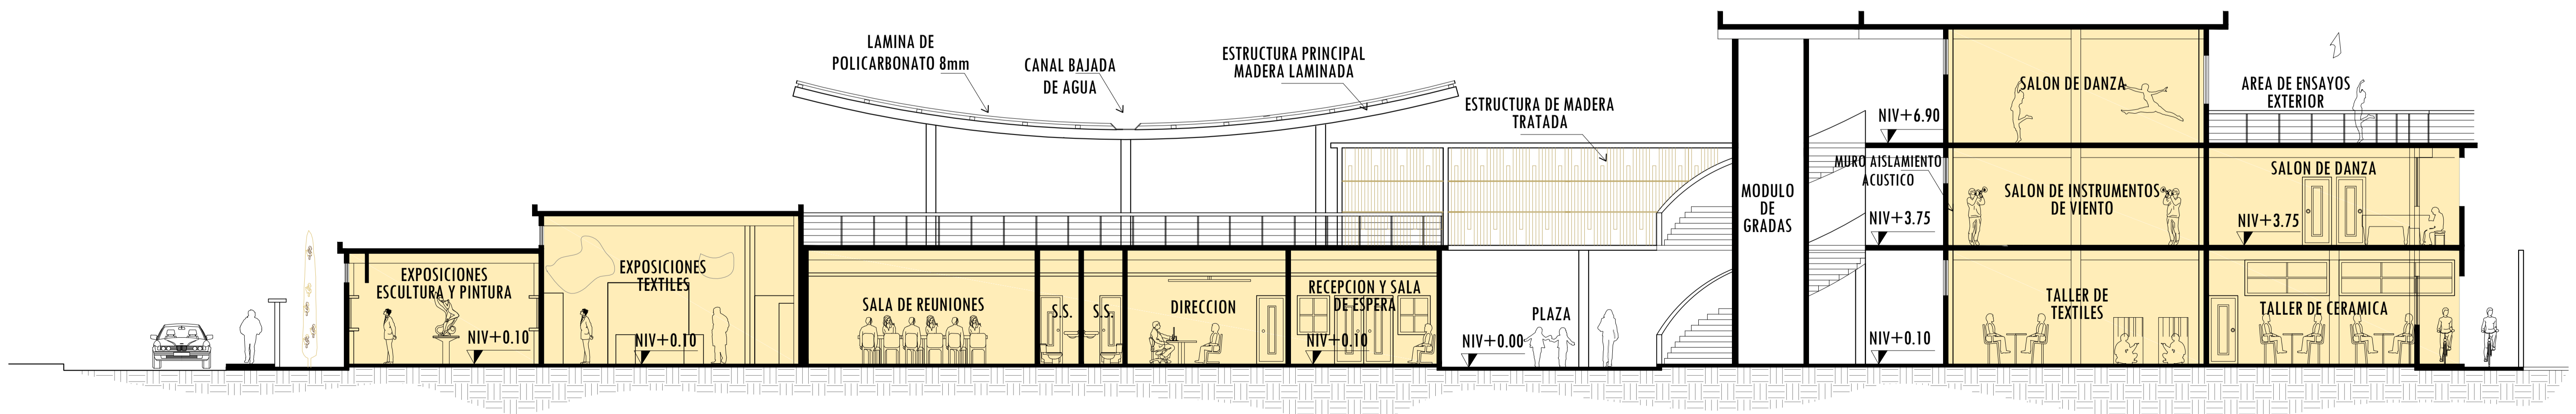 LAMINA DE
POLICARBONATO 8mm
CANAL BAJADA
DE AGUA
ESTRUCTURA PRINCIPAL
MADERA LAMINADA
ESTRUCTURA DE MADERA
TRATADA
SALON DE DANZA
AREA DE ENSAYOS
EXTERIOR
NIV+6.90
MURO AISLAMIENTO
ACUSTICO
MODULO
DE
GRADAS
SALON DE INSTRUMENTOS
DE VIENTO
SALON DE DANZA
NIV+3.75
NIV+3.75
EXPOSICIONES
ESCULTURA Y PINTURA
NIV+0.10
EXPOSICIONES
TEXTILES
NIV+0.10
SALA DE REUNIONES
S.S.
S.S.
DIRECCION
RECEPCION Y SALA
DE ESPERA
NIV+0.10
PLAZA
NIV+0.00
NIV+0.10
TALLER DE
TEXTILES
TALLER DE CERAMICA